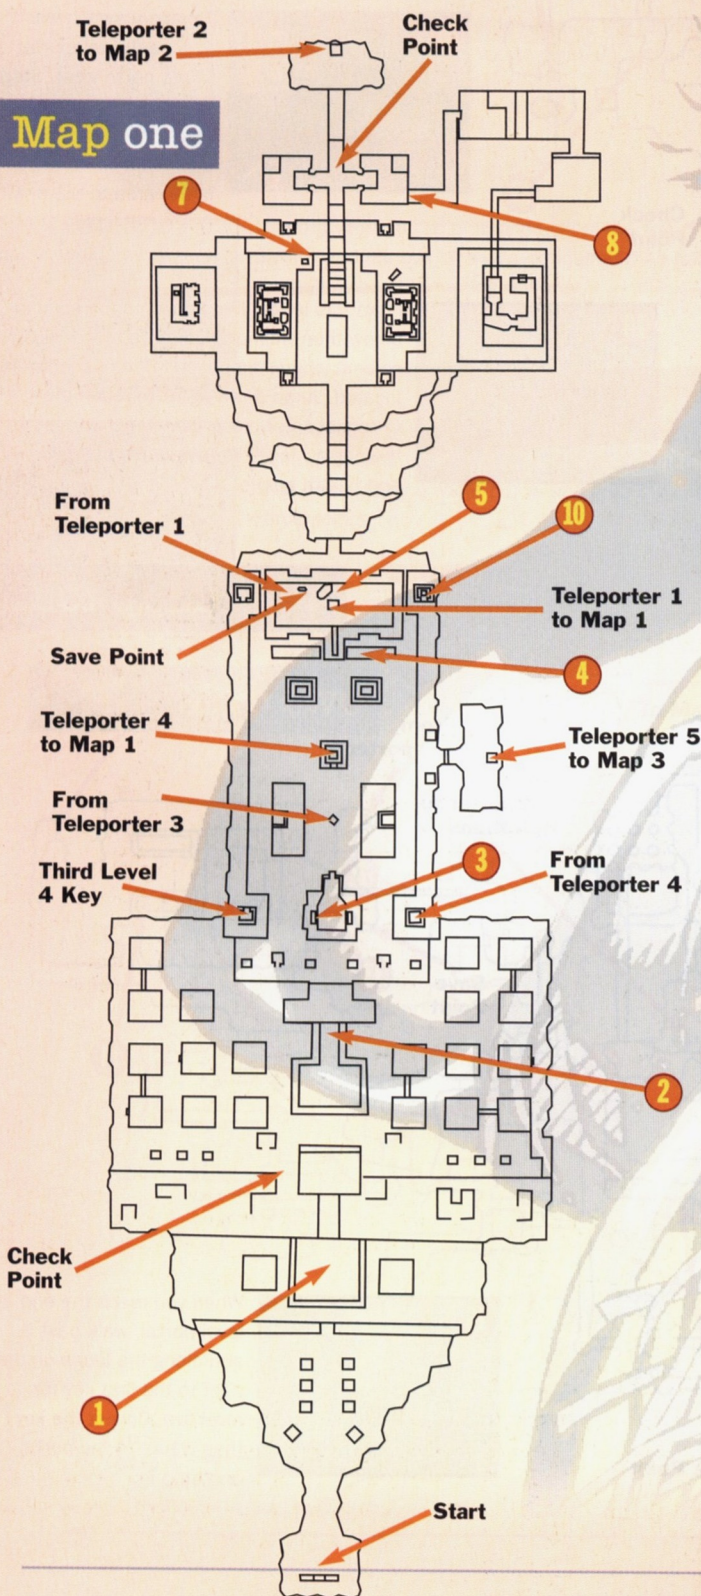 Teleporter 2
to Map 2
Check
Point
Map one
7
8
From
Teleporter 1
5
10
Teleporter 1
to Map 1
Save Point
4
Teleporter 4
to Map 1
Teleporter 5
to Map 3
From
Teleporter 3
Third Level
4 Key
3
From
Teleporter 4
2
Check
Point
1
Start